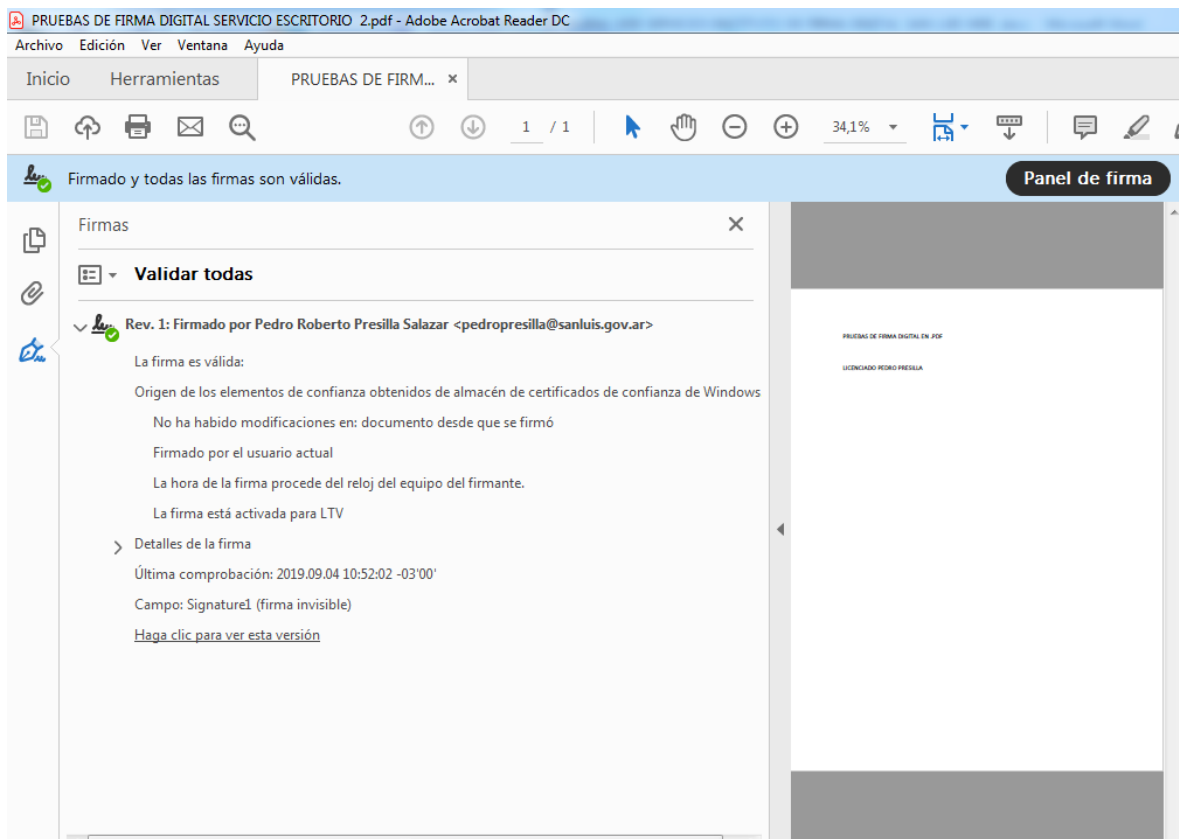 PRUEBAS DE FIRMA DIGITAL SERVICIO ESCRITORIO  2.pdf - Adobe Acrobat Reader DC
Archivo Edición Ver Ventana Ayuda
Inicio Herramientas PRUEBAS DE FIRM... ×
1 / 1 34,1%
Firmado y todas las firmas son válidas. Panel de firma
Firmas
Validar todas
Rev. 1: Firmado por Pedro Roberto Presilla Salazar <pedropresilla@sanluis.gov.ar>
La firma es válida:
Origen de los elementos de confianza obtenidos de almacén de certificados de confianza de Windows
No ha habido modificaciones en: documento desde que se firmó
Firmado por el usuario actual
La hora de la firma procede del reloj del equipo del firmante.
La firma está activada para LTV
Detalles de la firma
Última comprobación: 2019.09.04 10:52:02 -03'00'
Campo: Signature1 (firma invisible)
Haga clic para ver esta versión
PRUEBAS DE FIRMA DIGITAL EN .PDF
LICENCIADO PEDRO PRESILLA